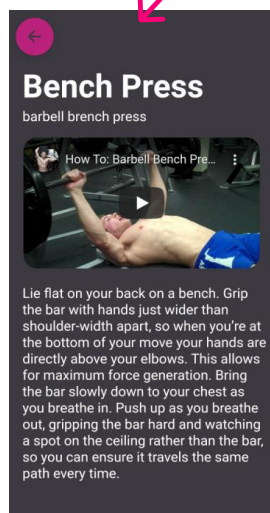 Bench Press
barbell brench press
How To: Barbell Bench Pre...
Lie flat on your back on a bench. Grip
the bar with hands just wider than
shoulder-width apart, so when you're at
the bottom of your move your hands are
directly above your elbows. This allows
for maximum force generation. Bring
the bar slowly down to your chest as
you breathe in. Push up as you breathe
out, gripping the bar hard and watching
a spot on the ceiling rather than the bar,
so you can ensure it travels the same
path every time.